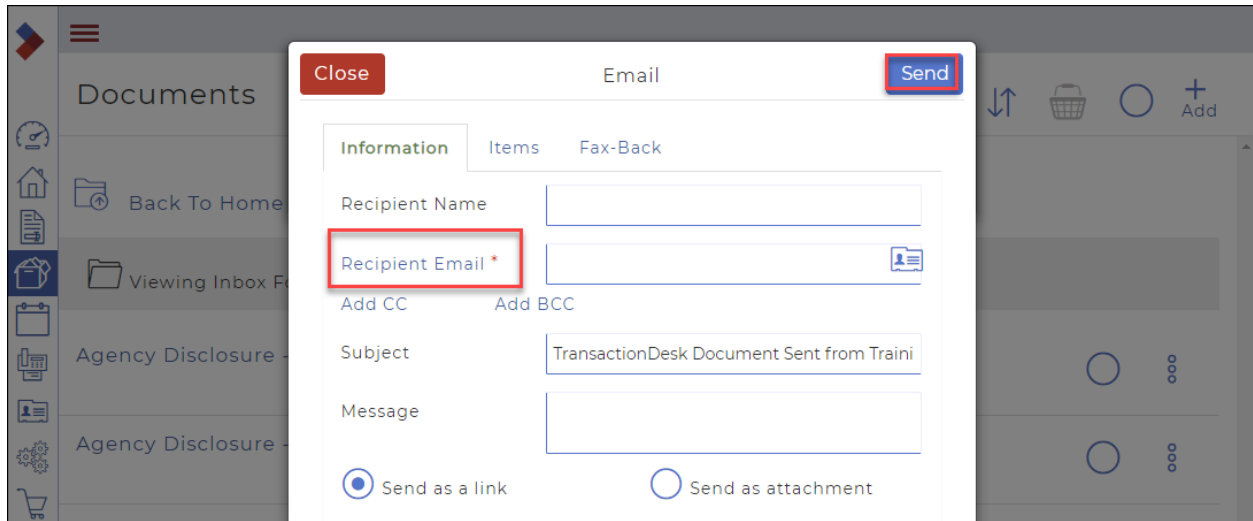 Close
Email
Send
Documents
Add
Information
Items
Fax-Back
Back To Home
Recipient Name
Viewing Inbox Fo
Recipient Email *
Add CC
Add BCC
Agency Disclosure -
Subject
TransactionDesk Document Sent from Traini
Message
Agency Disclosure -
Send as a link
Send as attachment